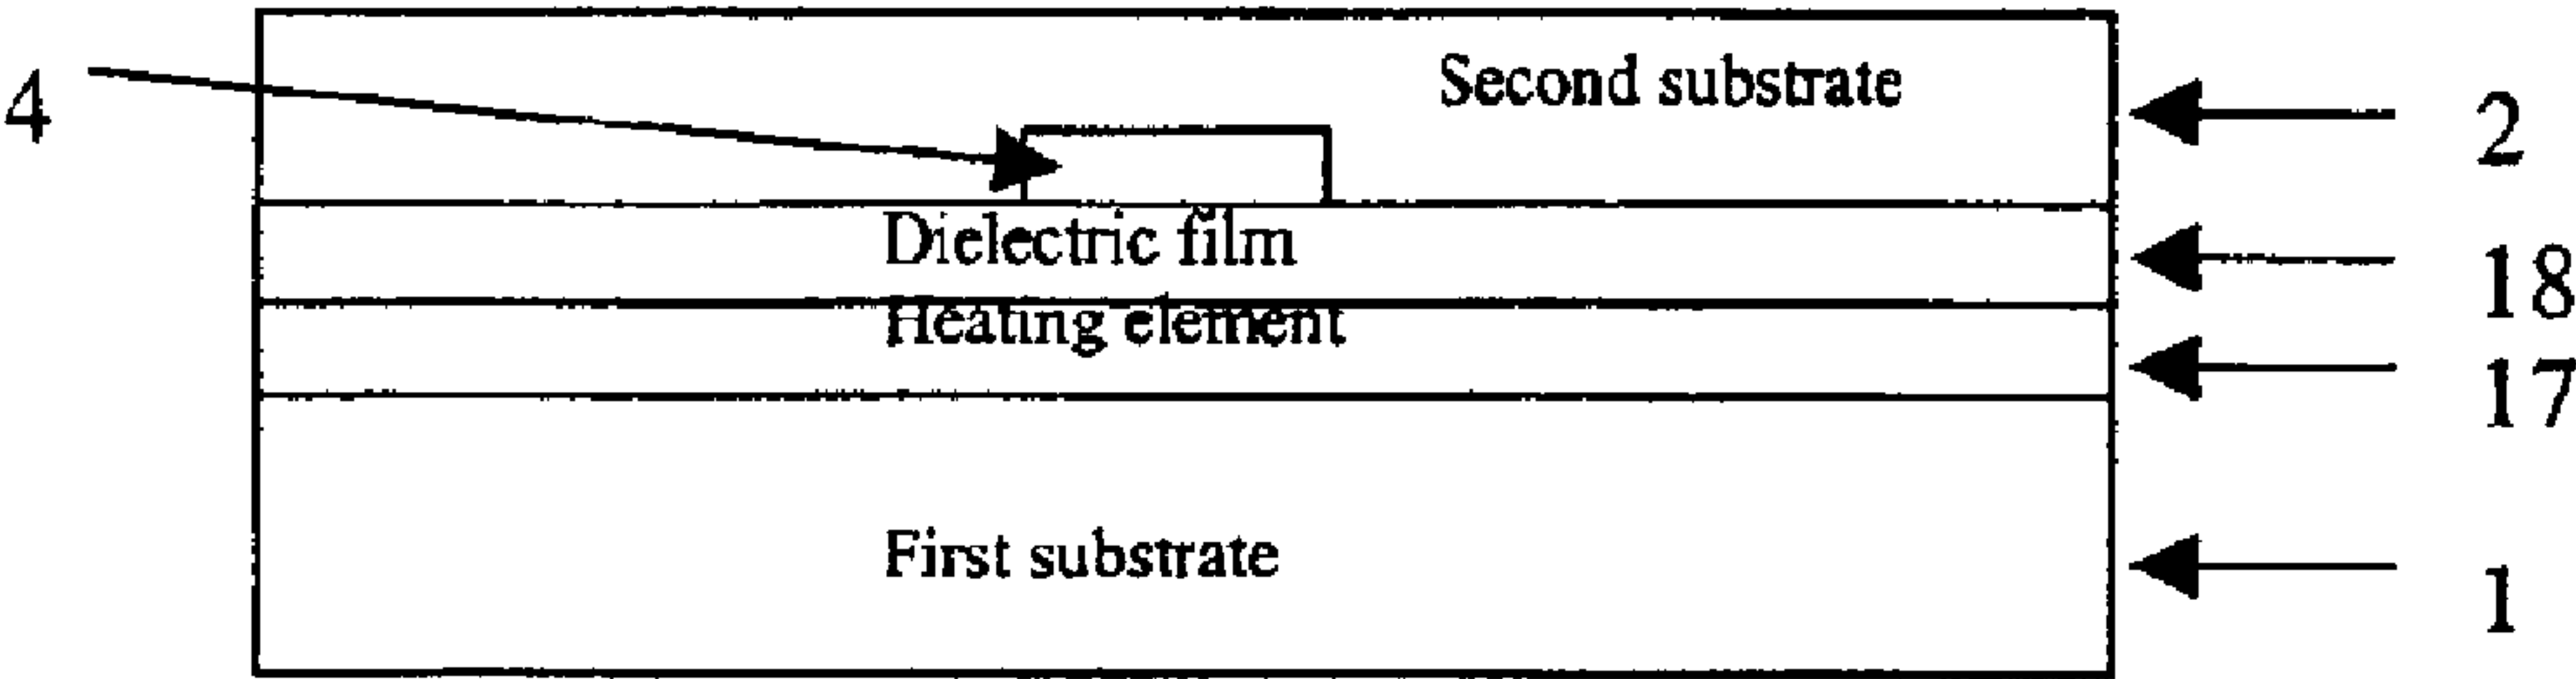 Second substrate
4
2
Dielectric film
18
Heating element
17
First substrate
1